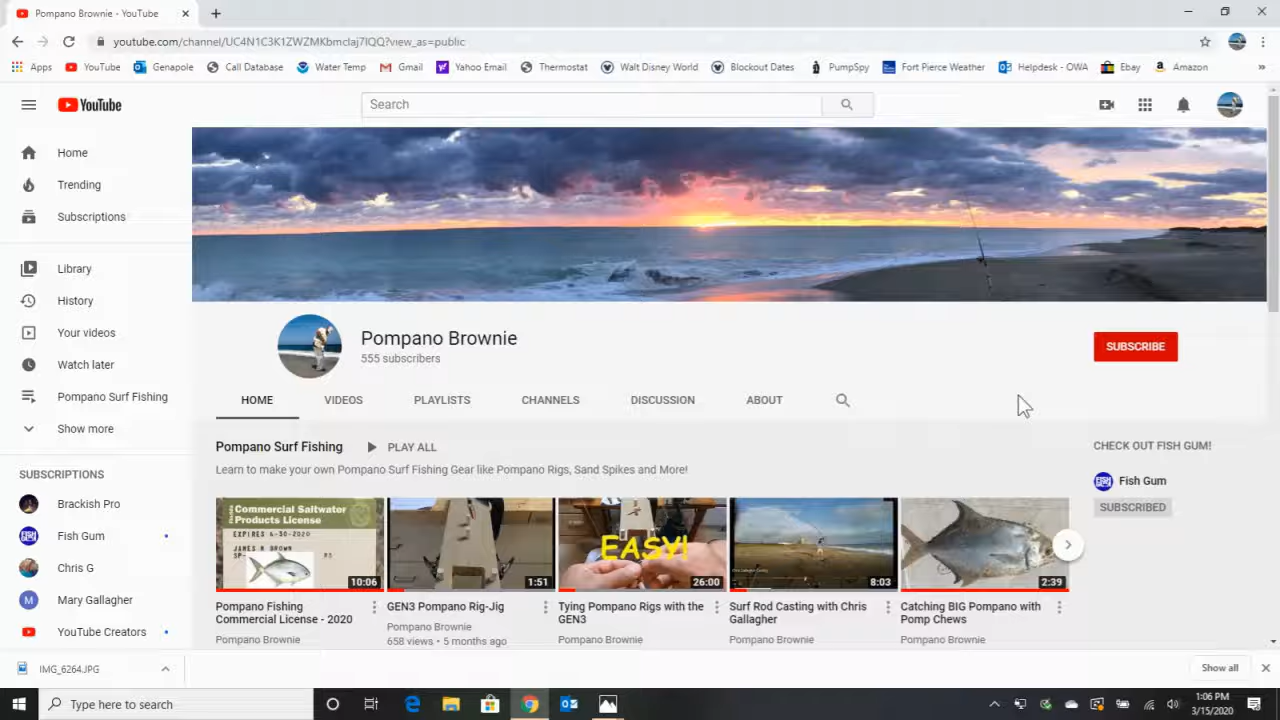 Pompano Brownie - YouTube
youtube.com/channel/UC4N1C3K1ZWZMKbmclaj7IQQ?view_as=public
Apps YouTube Genapole Call Database Water Temp Gmail Yahoo Email Thermostat Walt Disney World Blockout Dates PumpSpy Fort Pierce Weather Helpdesk - OWA Ebay Amazon »
YouTube
Search
Home
Trending
Subscriptions
Library
History
Your videos
Watch later
Pompano Surf Fishing
Show more
SUBSCRIPTIONS
Brackish Pro
Fish Gum
Chris G
M Mary Gallagher
YouTube Creators
Pompano Brownie
555 subscribers
SUBSCRIBE
HOME VIDEOS PLAYLISTS CHANNELS DISCUSSION ABOUT
Pompano Surf Fishing PLAY ALL
Learn to make your own Pompano Surf Fishing Gear like Pompano Rigs, Sand Spikes and More!
Commercial Saltwater
Products License
EXPIRES 6-30-2020
JAMES R BROWN
SP-
10:06
Pompano Fishing
Commercial License - 2020
Pompano Brownie
1:51
GEN3 Pompano Rig-Jig
Pompano Brownie
658 views • 5 months ago
EASY!
26:00
Tying Pompano Rigs with the
GEN3
Pompano Brownie
8:03
Surf Rod Casting with Chris
Gallagher
Pompano Brownie
2:39
Catching BIG Pompano with
Pomp Chews
Pompano Brownie
CHECK OUT FISH GUM!
Fish Gum
SUBSCRIBED
IMG_6264.JPG
Show all
Type here to search
1:06 PM
3/15/2020